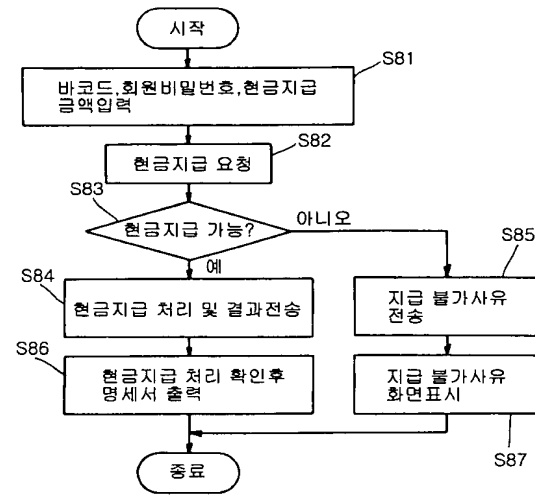 시작
S81
바코드,회원비밀번호,현금지급
금액입력
S82
현금지급 요청
S83
현금지급 가능?
아니오
예
S84
현금지급 처리 및 결과전송
S85
지급 불가사유
전송
S86
현금지급 처리 확인후
명세서 출력
지급 불가사유
화면표시
S87
종료